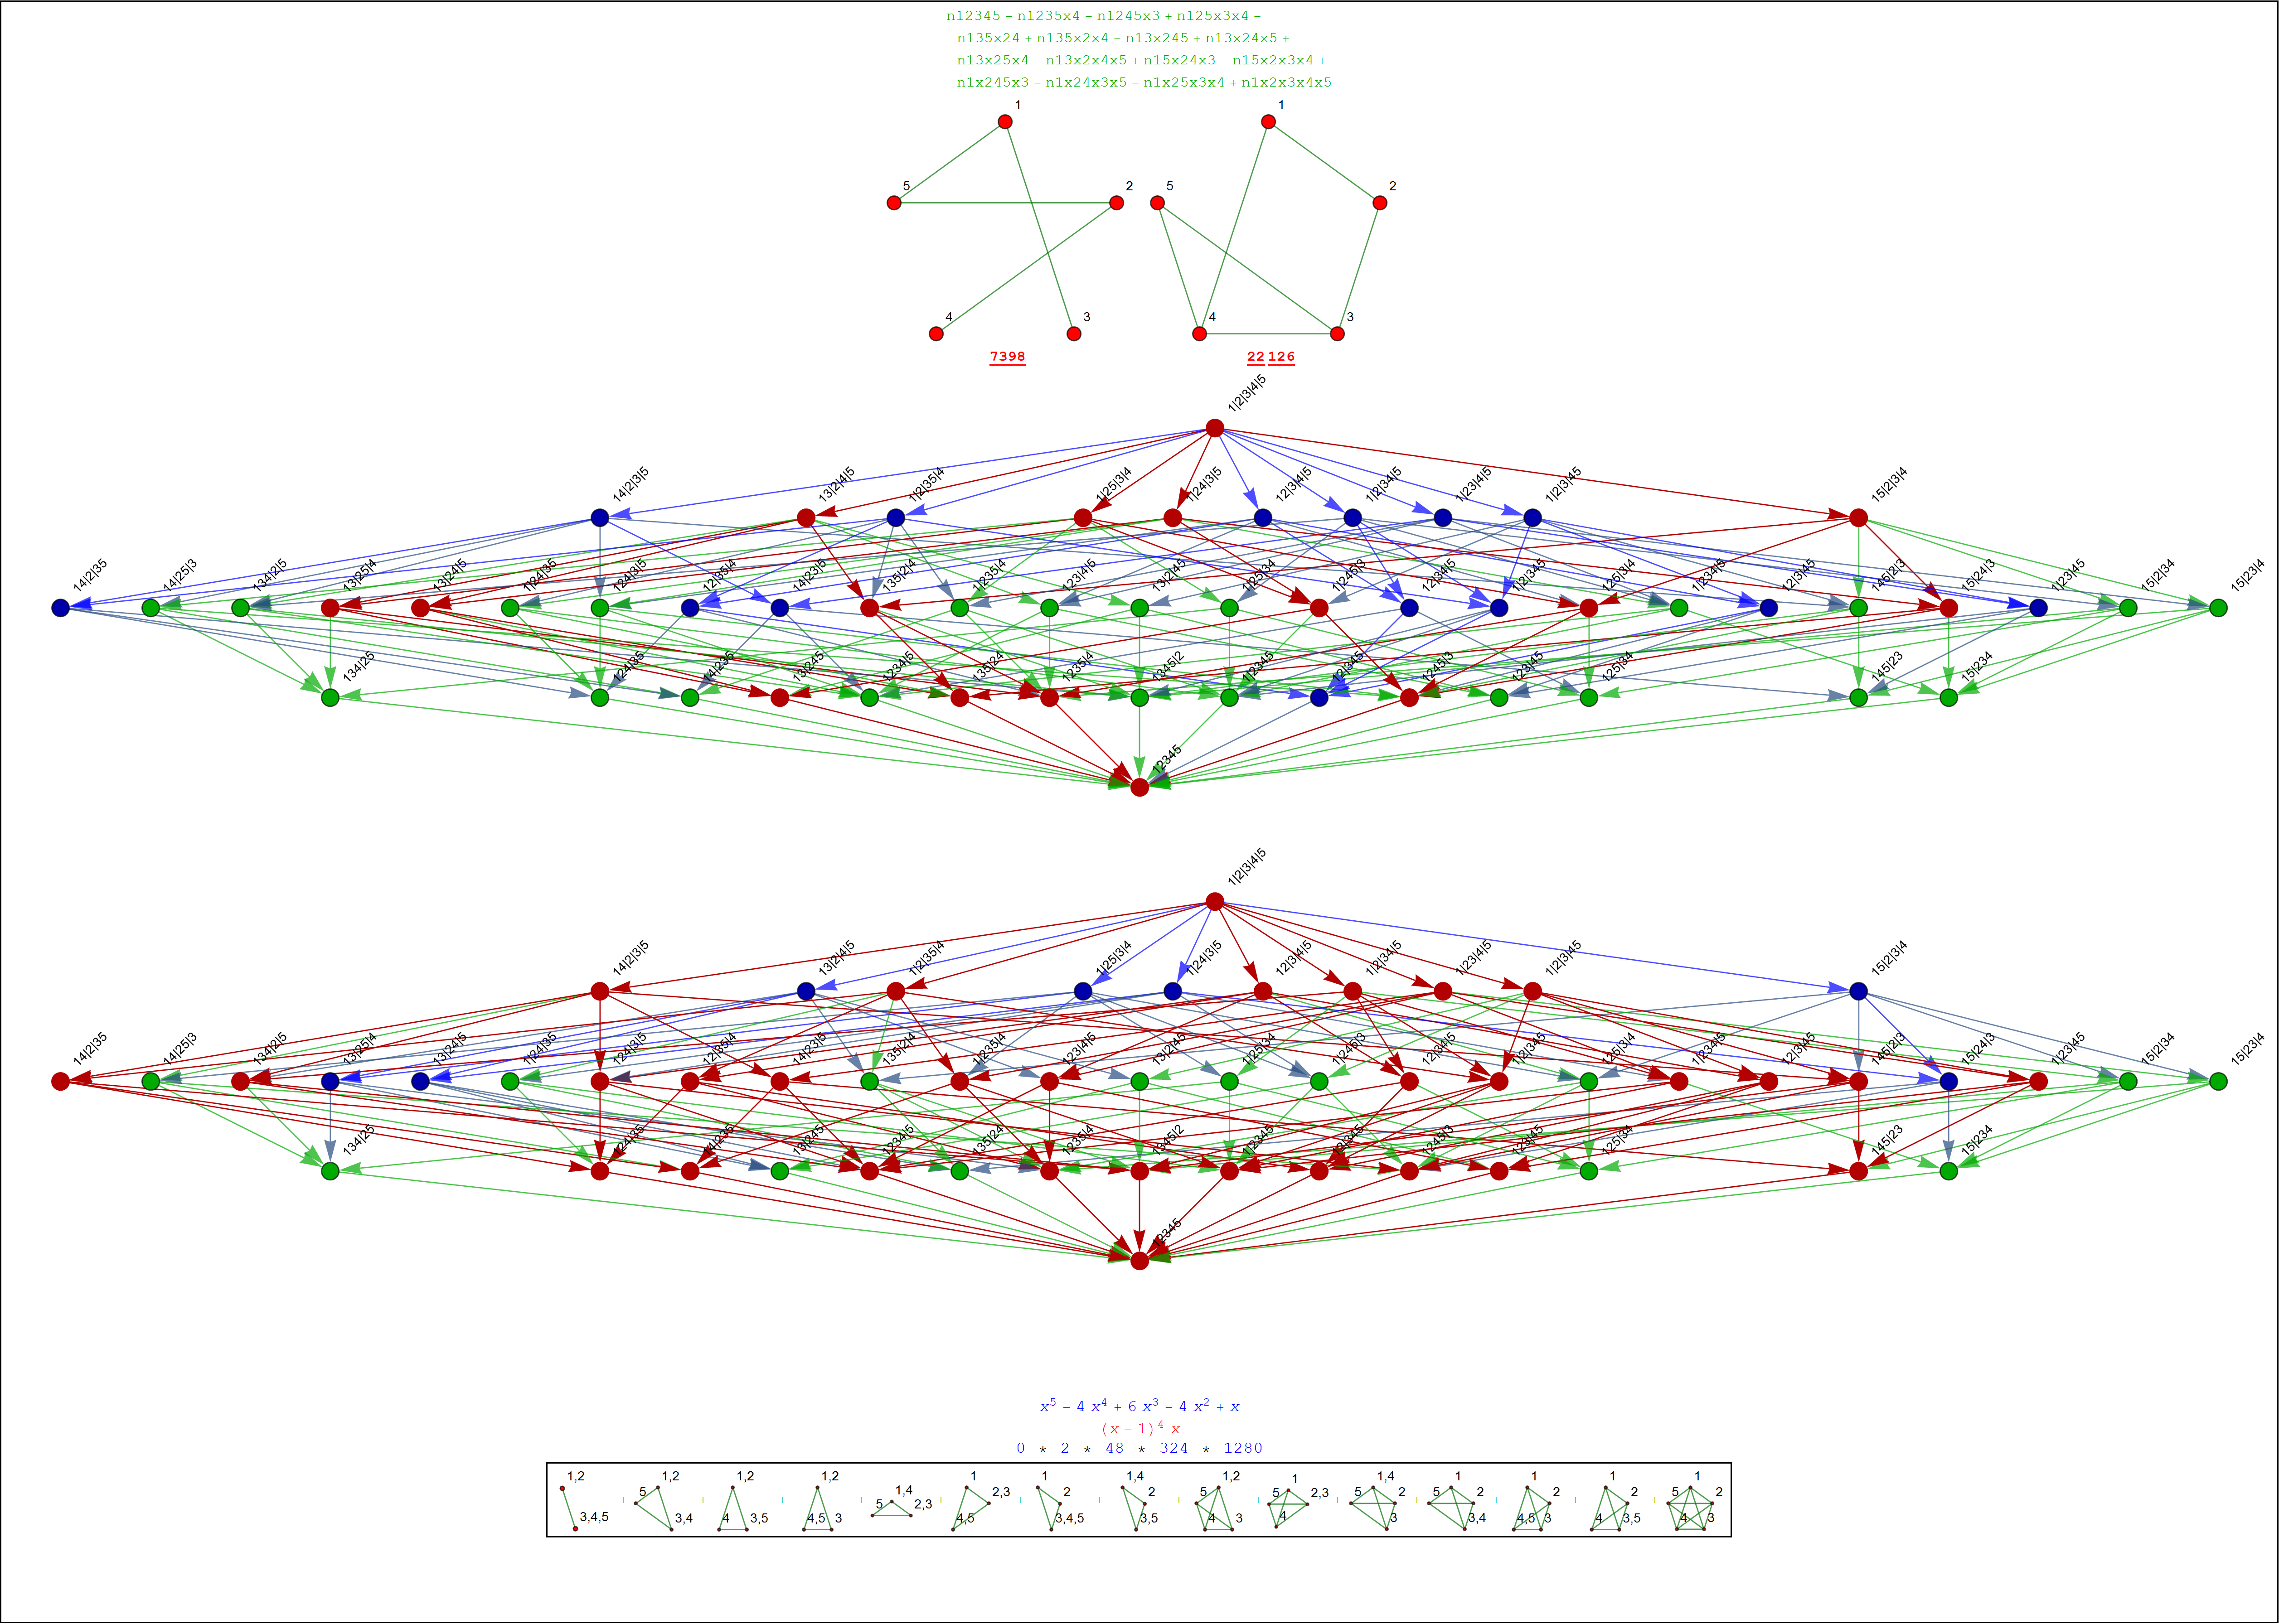 n12345 – n1235x4 – n1245x3 + n125x3x4 –
n135x24 + n135x2x4 – n13x245 + n13x24x5 +
n13x25x4 – n13x2x4x5 + n15x24x3 – n15x2x3x4 +
n1x245x3 – n1x24x3x5 – n1x25x3x4 + n1x2x3x4x5
1 1
5 2 5 2
4 3 4 3
7398 22 126
1|2|3|4|5
14|2|3|5 13|2|4|5 1|2|35|4 1|25|3|4 1|24|3|5 12|3|4|5 1|2|34|5 1|23|4|5 1|2|3|45 15|2|3|4
14|2|35 14|25|3 134|2|5 13|25|4 13|24|5 1|24|35 124|3|5 12|35|4 14|23|5 135|2|4 1|235|4 123|4|5 13|2|45 1|25|34 1|245|3 12|34|5 1|2|345 125|3|4 1|234|5 12|3|45 145|2|3 15|24|3 1|23|45 15|2|34 15|23|4
134|25 124|35 14|235 13|245 1234|5 135|24 1235|4 1345|2 1|2345 12|345 1245|3 123|45 125|34 145|23 15|234
12345
1|2|3|4|5
14|2|3|5 13|2|4|5 1|2|35|4 1|25|3|4 1|24|3|5 12|3|4|5 1|2|34|5 1|23|4|5 1|2|3|45 15|2|3|4
14|2|35 14|25|3 134|2|5 13|25|4 13|24|5 1|24|35 124|3|5 12|35|4 14|23|5 135|2|4 1|235|4 123|4|5 13|2|45 1|25|34 1|245|3 12|34|5 1|2|345 125|3|4 1|234|5 12|3|45 145|2|3 15|24|3 1|23|45 15|2|34 15|23|4
134|25 124|35 14|235 13|245 1234|5 135|24 1235|4 1345|2 1|2345 12|345 1245|3 123|45 125|34 145|23 15|234
12345
x⁵ – 4 x⁴ + 6 x³ – 4 x² + x
(x – 1)⁴ x
0 * 2 * 48 * 324 * 1280
1,2 3,4,5 + 1,2 5 3,4 + 1,2 4 3,5 + 1,2 4,5 3 + 1,4 5 2,3 + 1 2,3 4,5 + 1 2 3,4,5 + 1,4 2 3,5 + 1,2 5 4 3 + 1 5 2,3 4 + 1,4 5 2 3 + 1 5 2 3,4 + 1 2 4,5 3 + 1 2 4 3,5 + 1 5 2 4 3